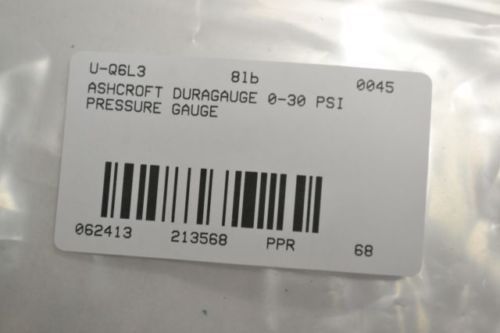 U-Q6L3 81b 0045
ASHCROFT DURAGAUGE 0-30 PSI
PRESSURE GAUGE
062413 213568 PPR 68